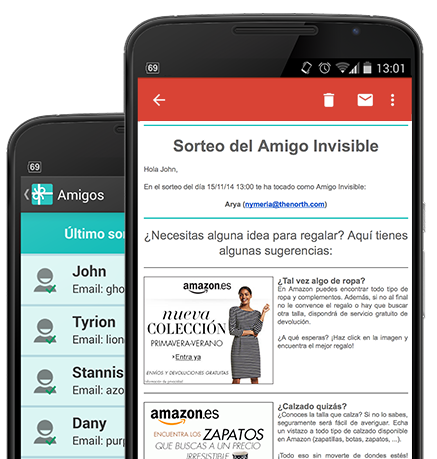 69
13:01
Sorteo del Amigo Invisible
Hola John,
En el sorteo del día 15/11/14 13:00 te ha tocado como Amigo Invisible:
Arya (nymeria@thenorth.com)
¿Necesitas alguna idea para regalar? Aquí tienes
algunas sugerencias:
amazon.es
nueva
COLECCIÓN
PRIMAVERA-VERANO
Entra ya
ENVÍOS Y DEVOLUCIONES GRATUITAS
¿Tal vez algo de ropa?
En Amazon puedes encontrar todo tipo de
ropa y complementos. Además, si no al final
no le convence el regalo o hay que buscar
otra talla, dispondrá de servicio gratuito de
devolución.
¿A qué esperas? ¡Haz click en la imagen y
encuentra el mejor regalo!
amazon.es
ENCUENTRA LOS ZAPATOS
QUE BUSCAS A UN PRECIO
IRRESISTIBLE
¿Calzado quizás?
¿Conoces la talla que calza? Si no lo sabes,
seguramente será fácil de averiguar. Echa
un vistazo a todo tipo de calzado disponible
en Amazon (zapatillas, botas, zapatos, ...).
¡Todo eso sin moverte de dondes estés!
69
Amigos
Último sor
John
Email: gho
Tyrion
Email: lion
Stannis
Email: azo
Dany
Email: purp